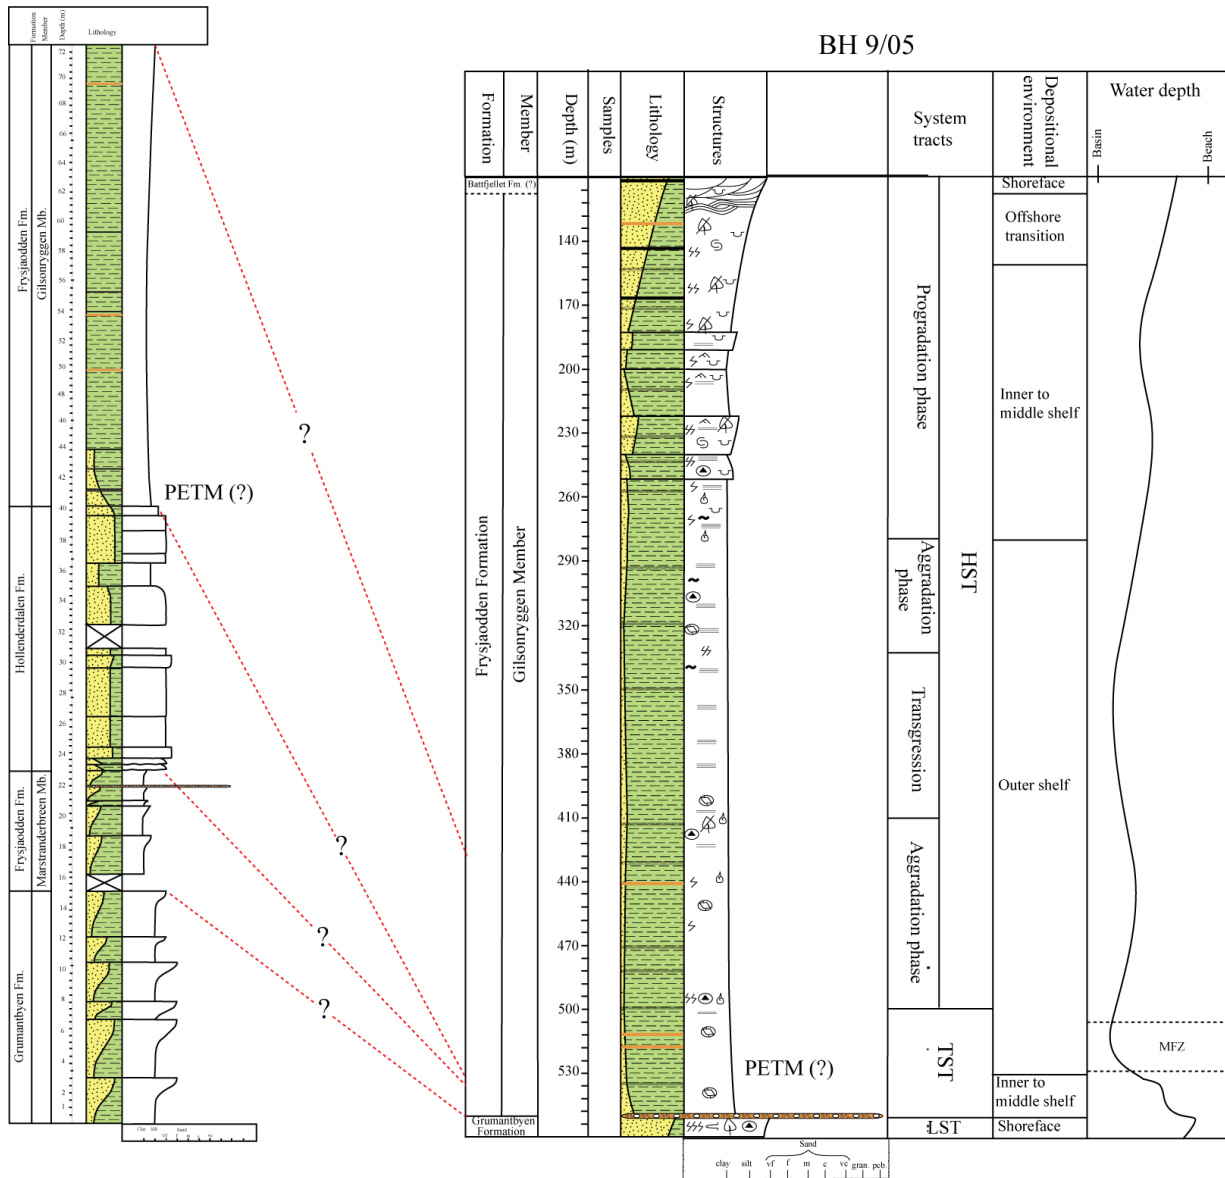 BH 9/05
Formation
Member
Depth (m)
Lithology
72
70
68
66
64
62
60
58
56
54
52
50
48
46
44
42
40
38
36
34
32
30
28
26
24
22
20
18
16
14
12
10
8
6
4
2
1
Frysjaodden Fm.
Gilsonryggen Mb.
Hollenderdalen Fm.
Frysjaodden Fm.
Marstranderbreen Mb.
Grumantbyen Fm.
Clay Silt Sand
vf f m c vc
PETM (?)
?
?
?
?
Formation
Member
Depth (m)
Samples
Lithology
Structures
System
tracts
Depositional
environment
Water depth
Basin
Beach
Battfjellet Fm. (?)
Frysjaodden Formation
Gilsonryggen Member
Grumantbyen
Formation
140
170
200
230
260
290
320
350
380
410
440
470
500
530
PETM (?)
Progradation phase
Aggradation
phase
Transgression
Aggradation phase
HST
TST
LST
Shoreface
Offshore
transition
Inner to
middle shelf
Outer shelf
Inner to
middle shelf
Shoreface
MFZ
Sand
clay silt vf f m c vc gran. peb.